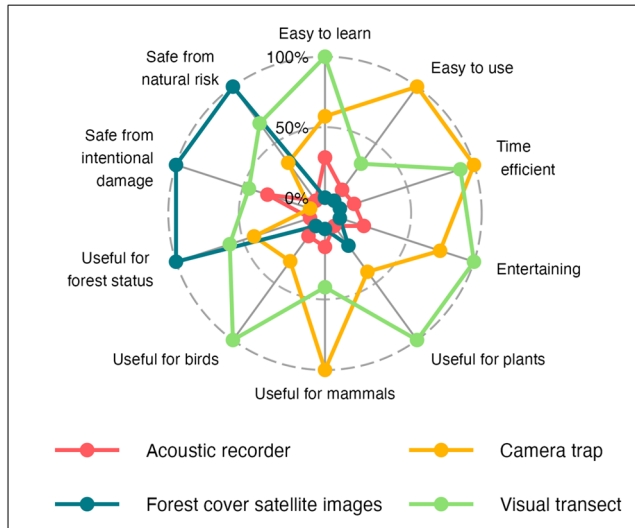 Easy to learn
Safe from
natural risk
100%
Easy to use
50%
Safe from
intentional
damage
Time
efficient
0%
Useful for
forest status
Entertaining
Useful for birds
Useful for plants
Useful for mammals
Acoustic recorder
Camera trap
Forest cover satellite images
Visual transect